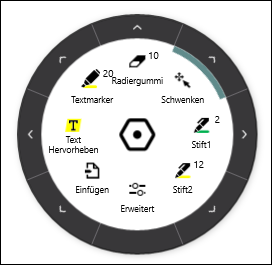 10
Radiergummi
20
Textmarker
Schwenken
2
Stift1
T
Text
Hervorheben
12
Stift2
Einfügen
Erweitert